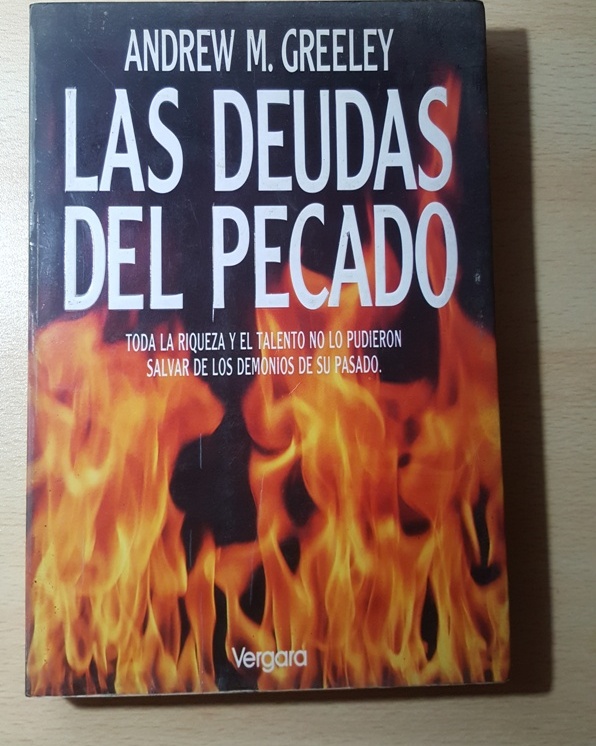 ANDREW M. GREELEY
LAS DEUDAS
DEL PECADO
TODA LA RIQUEZA Y EL TALENTO NO LO PUDIERON
SALVAR DE LOS DEMONIOS DE SU PASADO.
Vergara